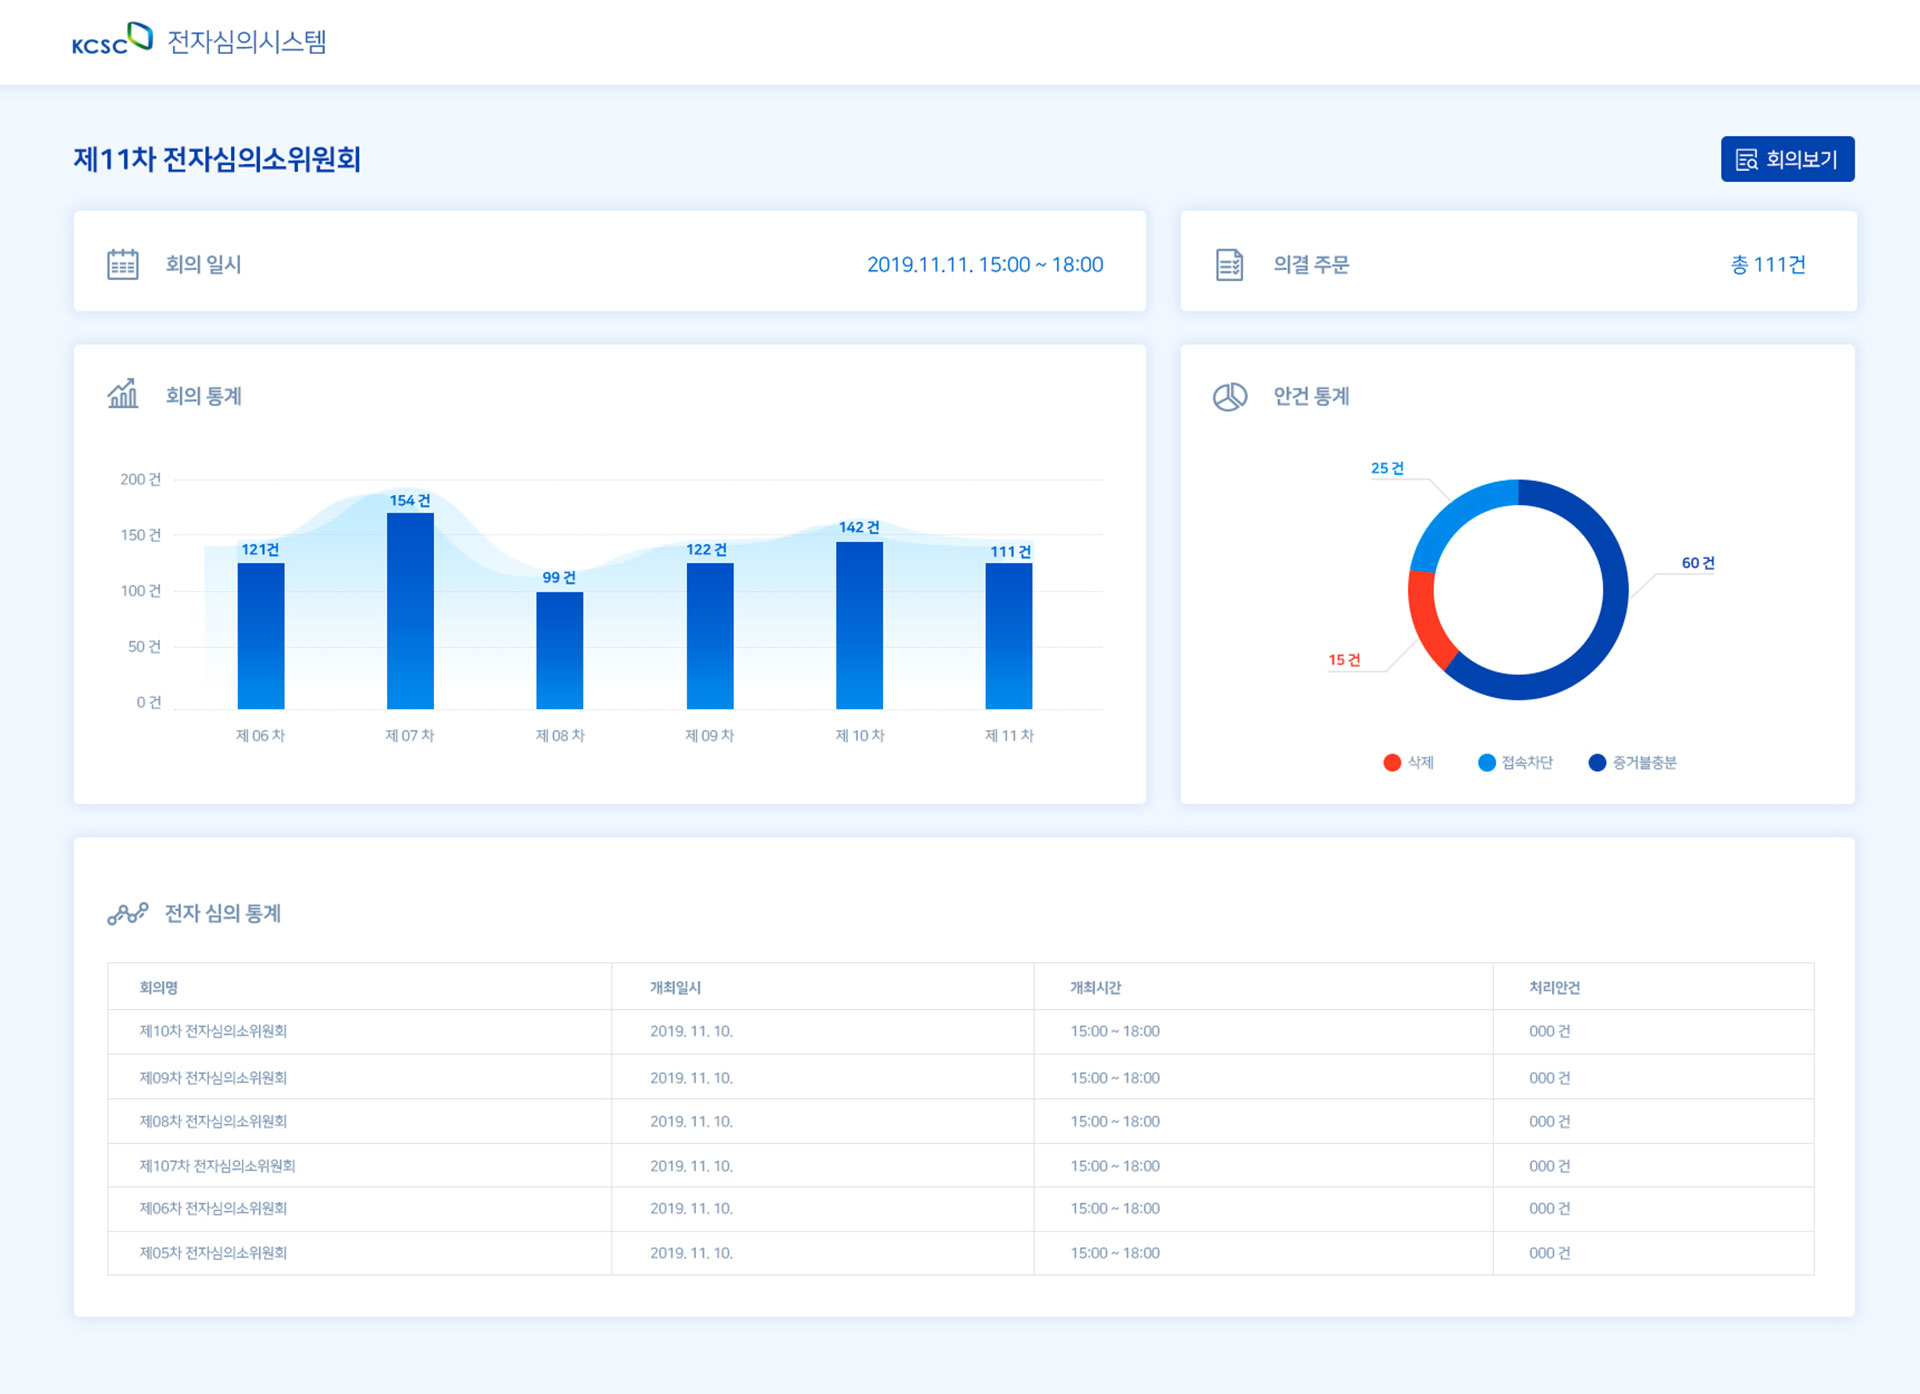 KCSC 전자심의시스템
제11차 전자심의소위원회
회의보기
회의 일시
2019.11.11. 15:00 ~ 18:00
의결 주문
총 111건
회의 통계
200 건
150 건
100 건
50 건
0 건
121건
154 건
99 건
122 건
142 건
111 건
제 06 차
제 07 차
제 08 차
제 09 차
제 10 차
제 11 차
안건 통계
25 건
60 건
15 건
삭제
접속차단
증거불충분
전자 심의 통계
회의명 개최일시 개최시간 처리안건
제10차 전자심의소위원회 2019. 11. 10. 15:00 ~ 18:00 000 건
제09차 전자심의소위원회 2019. 11. 10. 15:00 ~ 18:00 000 건
제08차 전자심의소위원회 2019. 11. 10. 15:00 ~ 18:00 000 건
제107차 전자심의소위원회 2019. 11. 10. 15:00 ~ 18:00 000 건
제06차 전자심의소위원회 2019. 11. 10. 15:00 ~ 18:00 000 건
제05차 전자심의소위원회 2019. 11. 10. 15:00 ~ 18:00 000 건